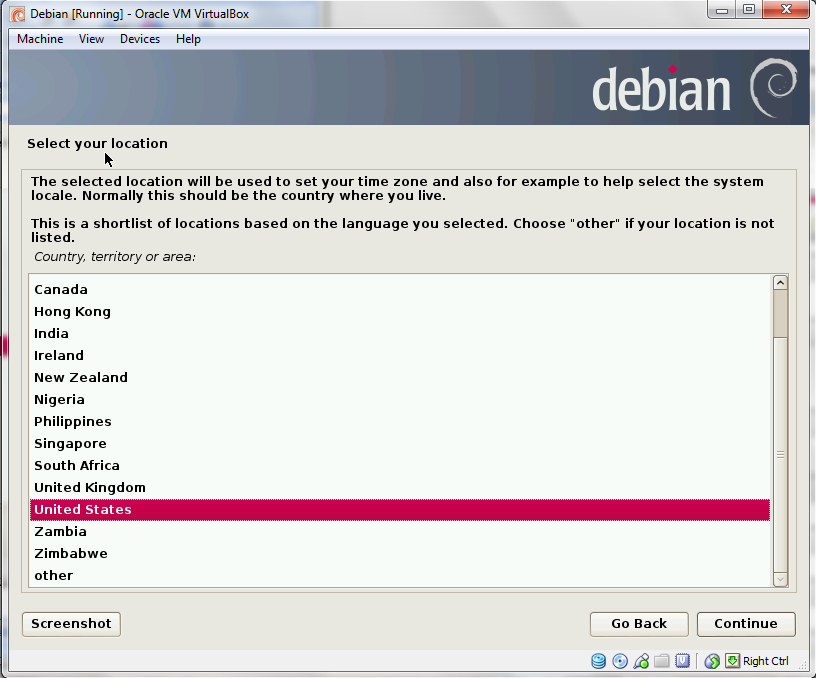 Debian [Running] - Oracle VM VirtualBox
Machine View Devices Help
debian
Select your location
The selected location will be used to set your time zone and also for example to help select the system
locale. Normally this should be the country where you live.
This is a shortlist of locations based on the language you selected. Choose "other" if your location is not
listed.
Country, territory or area:
Canada
Hong Kong
India
Ireland
New Zealand
Nigeria
Philippines
Singapore
South Africa
United Kingdom
United States
Zambia
Zimbabwe
other
Screenshot Go Back Continue
Right Ctrl